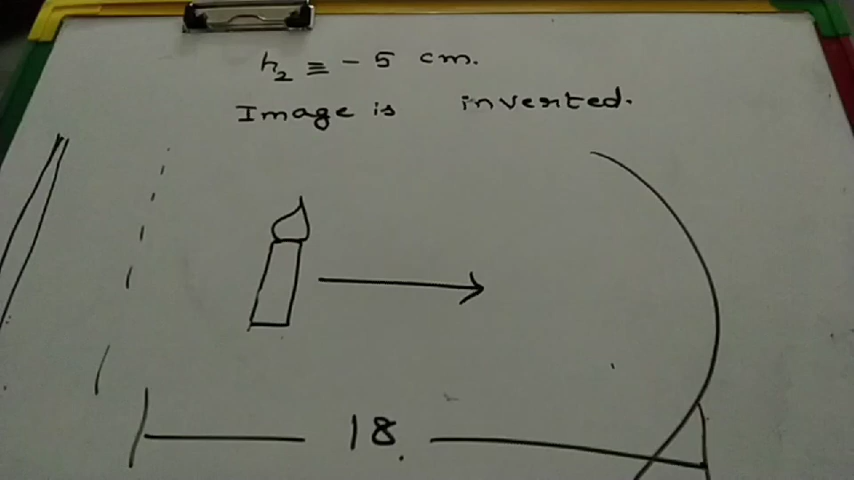 h₂ = - 5 cm.
Image is inverted.
18.